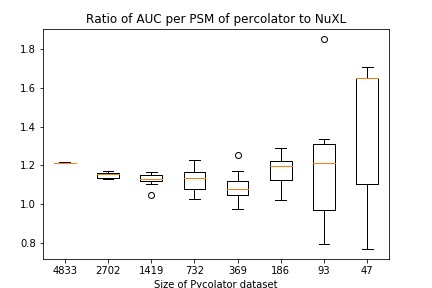 Ratio of AUC per PSM of percolator to NuXL
1.8
1.6
1.4
1.2
1.0
0.8
4833 2702 1419 732 369 186 93 47
Size of Pycolator dataset